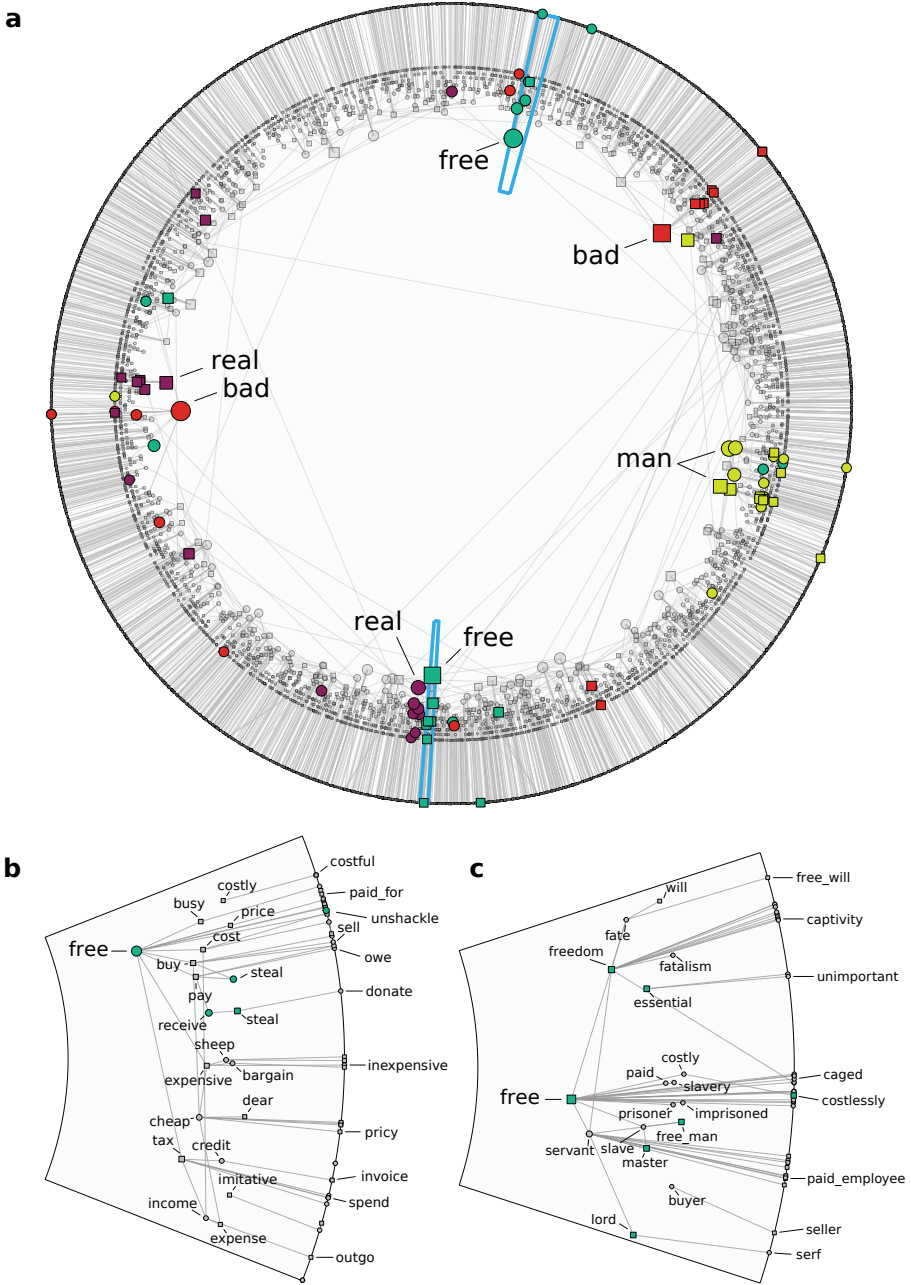 a
free
bad
real
bad
man
real
free
b
c
costful
costly
paid_for
busy
price
unshackle
free
cost
sell
buy
owe
steal
pay
donate
receive
steal
sheep
inexpensive
expensive
bargain
dear
cheap
pricy
tax
credit
invoice
imitative
spend
income
expense
outgo
will
free_will
captivity
fate
freedom
fatalism
unimportant
essential
costly
caged
paid
slavery
free
costlessly
prisoner
imprisoned
free_man
servant
slave
master
paid_employee
buyer
lord
seller
serf